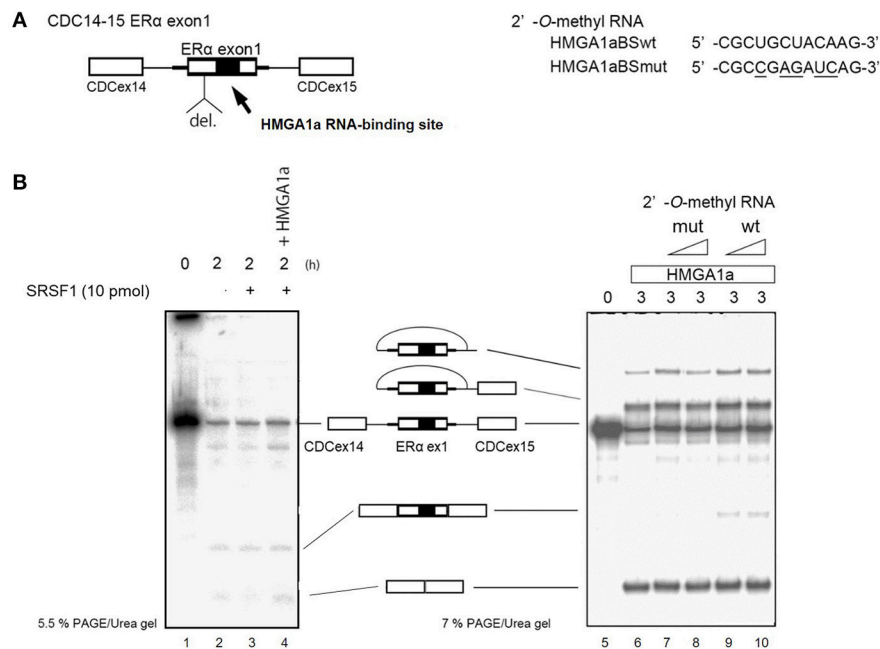 A
CDC14-15 ERα exon1
ERα exon1
CDCex14
CDCex15
del.
HMGA1a RNA-binding site
2' -O-methyl RNA
HMGA1aBSwt 5' -CGCUGCUACAAG-3'
HMGA1aBSmut 5' -CGCCGAGAUCAG-3'
B
+ HMGA1a
0 2 2 2 (h)
SRSF1 (10 pmol) . + +
2' -O-methyl RNA
mut wt
HMGA1a
0 3 3 3 3 3
CDCex14 ERα ex1 CDCex15
5.5 % PAGE/Urea gel
7 % PAGE/Urea gel
1 2 3 4
5 6 7 8 9 10